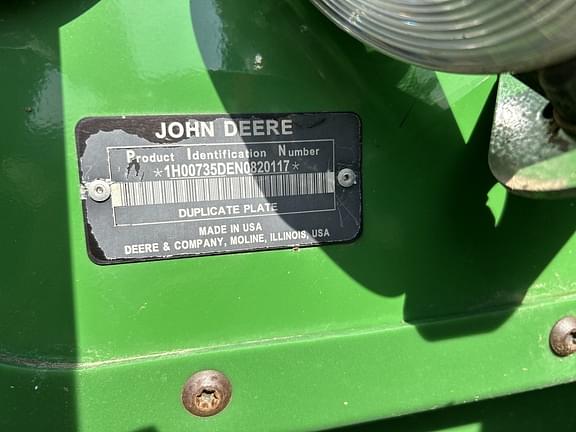 JOHN DEERE
Product Identification Number
*1H00735DEN0820117*
DUPLICATE PLATE
MADE IN USA
DEERE & COMPANY, MOLINE, ILLINOIS, USA